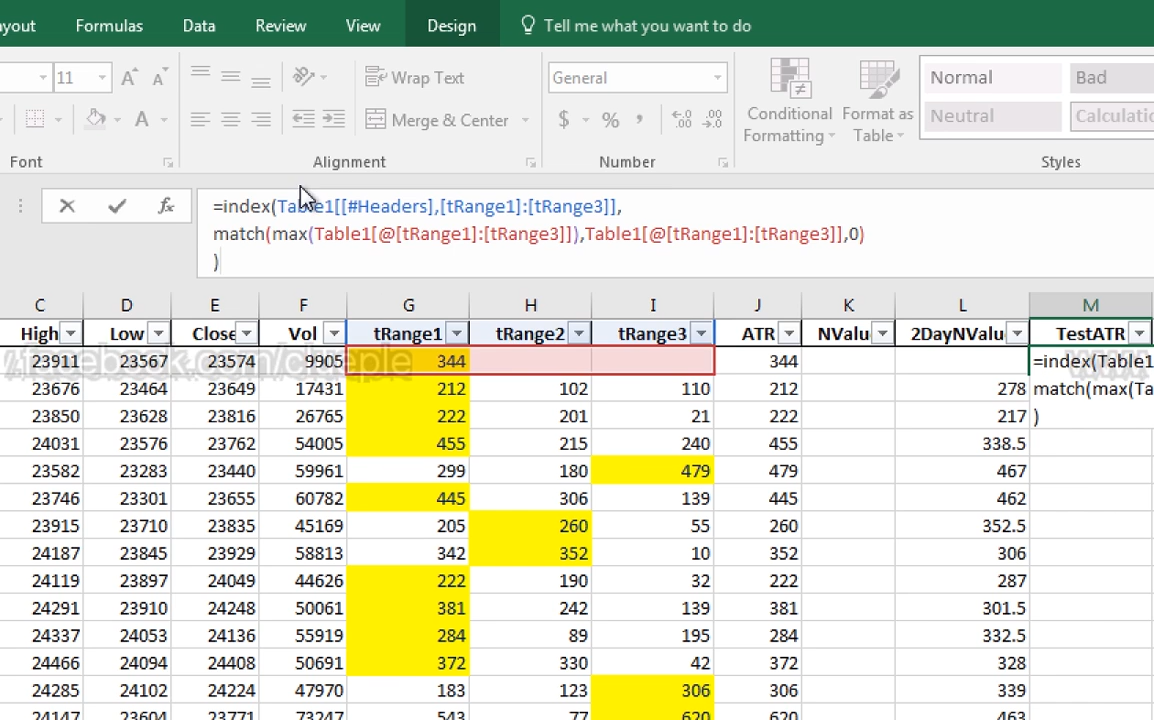 ayout Formulas Data Review View Design Tell me what you want to do
11 A A Wrap Text General Normal Bad
A Merge & Center $ % , .00 Conditional Formatting Format as Table Neutral
Font Alignment Number Styles
=index(Table1[[#Headers],[tRange1]:[tRange3]],
match(max(Table1[@[tRange1]:[tRange3]]),Table1[@[tRange1]:[tRange3]],0)
)
C D E F G H I J K L M
High Low Close Vol tRange1 tRange2 tRange3 ATR NValu 2DayNValu TestATR
23911 23567 23574 9905 344 344 =index(Table1
23676 23464 23649 17431 212 102 110 212 278 match(max(Ta
23850 23628 23816 26765 222 201 21 222 217 )
24031 23576 23762 54005 455 215 240 455 338.5
23582 23283 23440 59961 299 180 479 479 467
23746 23301 23655 60782 445 306 139 445 462
23915 23710 23835 45169 205 260 55 260 352.5
24187 23845 23929 58813 342 352 10 352 306
24119 23897 24049 44626 222 190 32 222 287
24291 23910 24248 50061 381 242 139 381 301.5
24337 24053 24136 55919 284 89 195 284 332.5
24466 24094 24408 50691 372 330 42 372 328
24285 24102 24224 47970 183 123 306 306 339
24147 23604 23771 73247 543 77 620 620 463